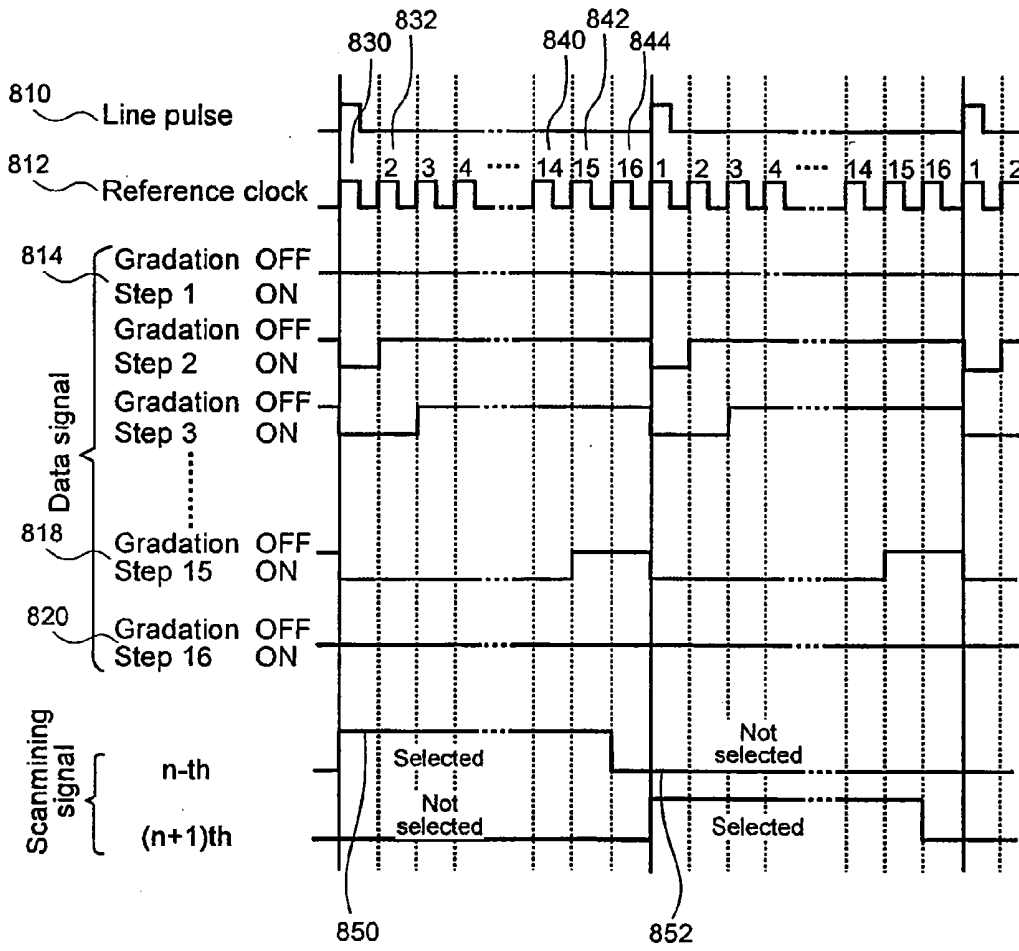 830 832 840 842 844
810 Line pulse
812 Reference clock 2 3 4 ····· 14 15 16 1 2 3 4 ····· 14 15 16 1 2
814 Gradation OFF
Step 1 ON
Gradation OFF
Step 2 ON
Gradation OFF
Step 3 ON
Data signal
818 Gradation OFF
Step 15 ON
820 Gradation OFF
Step 16 ON
Scanmining signal
n-th Selected Not selected
(n+1)th Not selected Selected
850 852